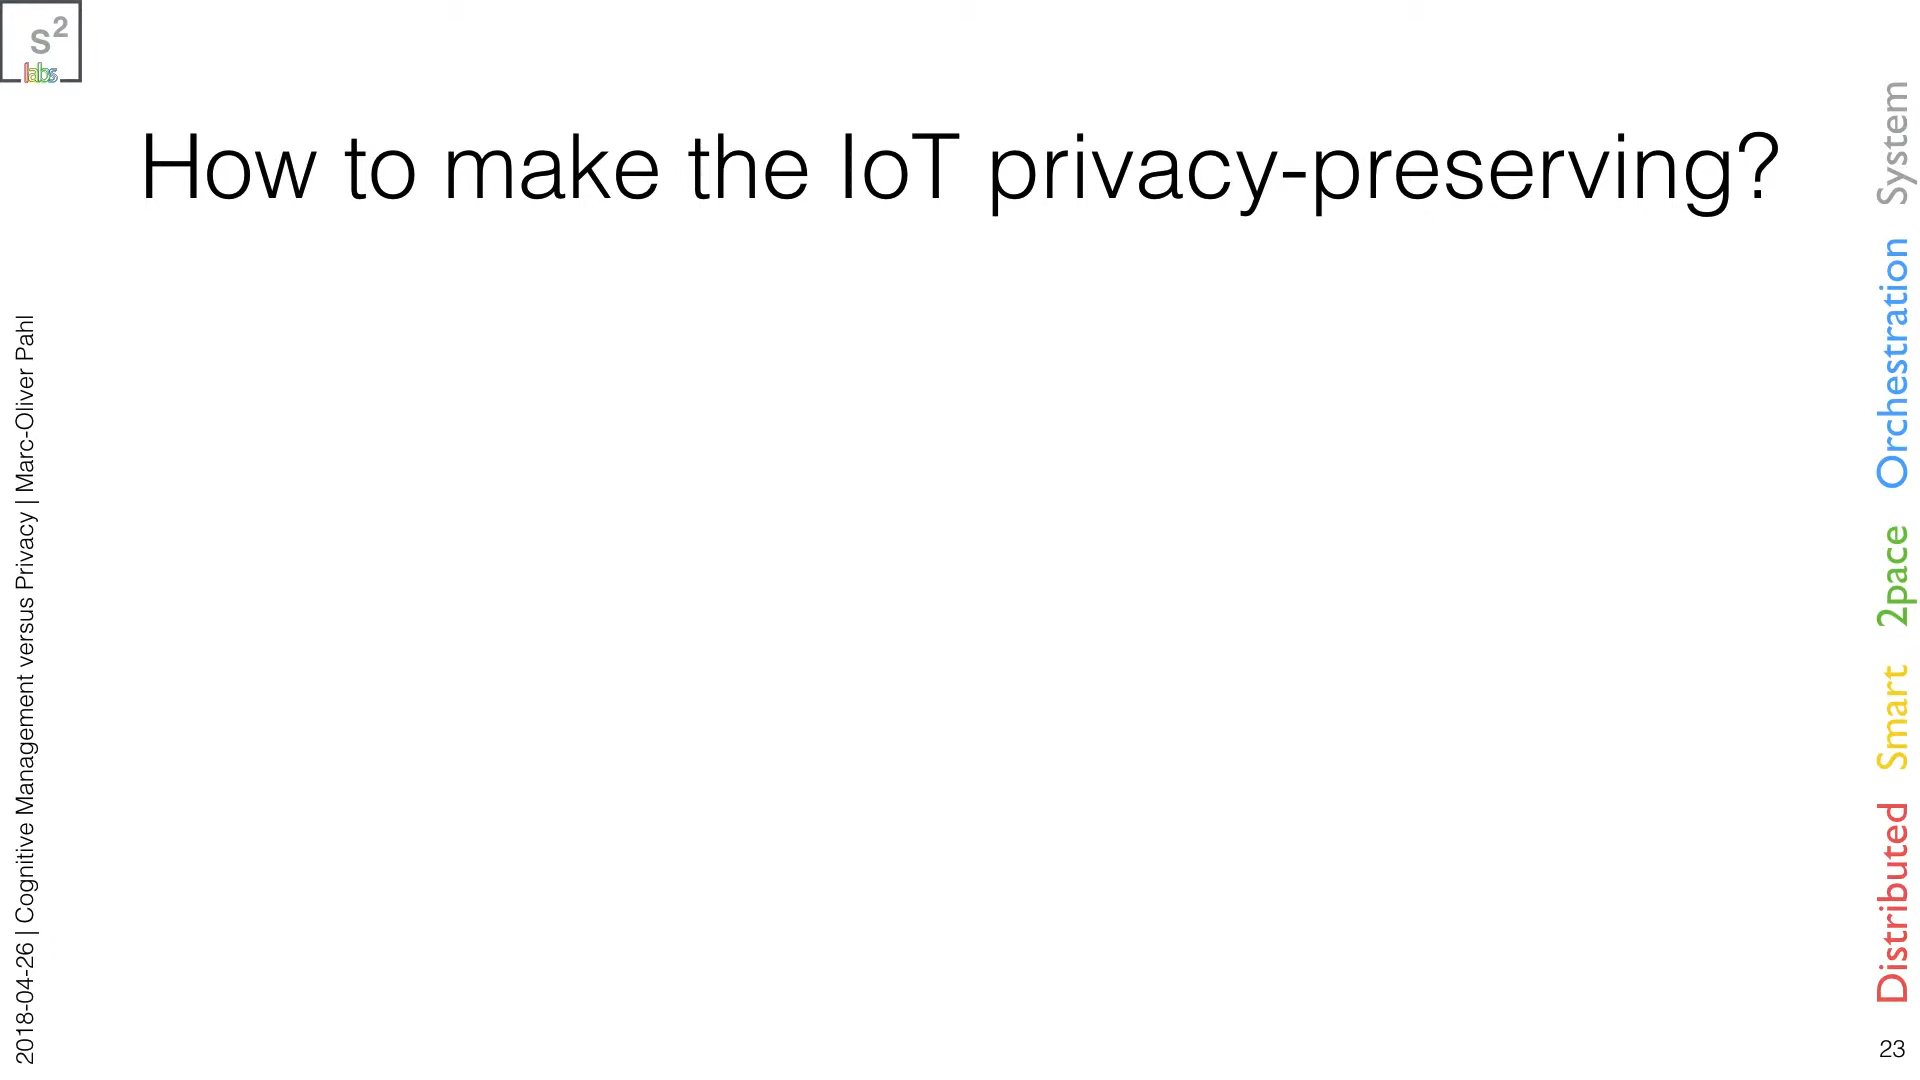 S2
labs
How to make the IoT privacy-preserving?
2018-04-26 | Cognitive Management versus Privacy | Marc-Oliver Pahl
Distributed Smart 2pace Orchestration System
23